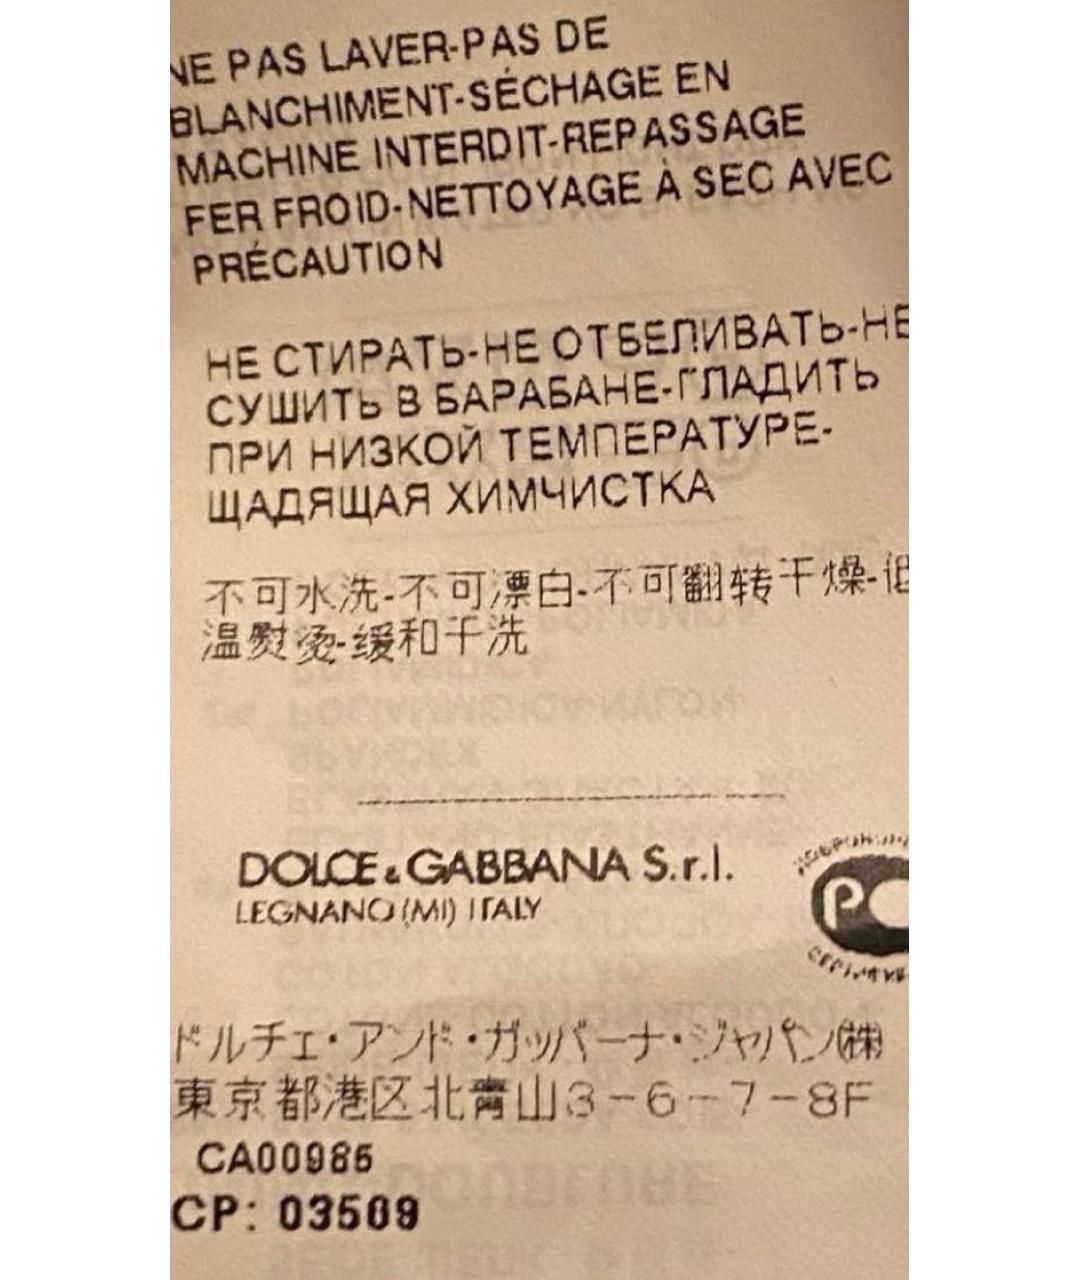 NE PAS LAVER-PAS DE
BLANCHIMENT-SÉCHAGE EN
MACHINE INTERDIT-REPASSAGE
FER FROID-NETTOYAGE À SEC AVEC
PRÉCAUTION
НЕ СТИРАТЬ-НЕ ОТБЕЛИВАТЬ-НЕ
СУШИТЬ В БАРАБАНЕ-ГЛАДИТЬ
ПРИ НИЗКОЙ ТЕМПЕРАТУРЕ-
ЩАДЯЩАЯ ХИМЧИСТКА
不可水洗-不可漂白-不可翻转干燥-低
温熨烫-缓和干洗
DOLCE & GABBANA S.r.l.
LEGNANO (MI) ITALY
PC
ドルチェ・アンド・ガッバーナ・ジャパン㈱
東京都港区北青山3-6-7-8F
CA00985
CP: 03509